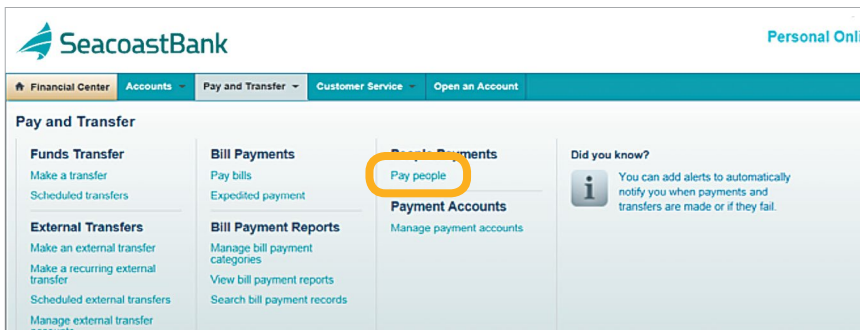 SeacoastBank
Personal Onli
Financial Center
Accounts
Pay and Transfer
Customer Service
Open an Account
Pay and Transfer
Funds Transfer
Make a transfer
Scheduled transfers
External Transfers
Make an external transfer
Make a recurring external
transfer
Scheduled external transfers
Manage external transfer
accounts
Bill Payments
Pay bills
Expedited payment
Bill Payment Reports
Manage bill payment
categories
View bill payment reports
Search bill payment records
People Payments
Pay people
Payment Accounts
Manage payment accounts
Did you know?
You can add alerts to automatically
notify you when payments and
transfers are made or if they fail.